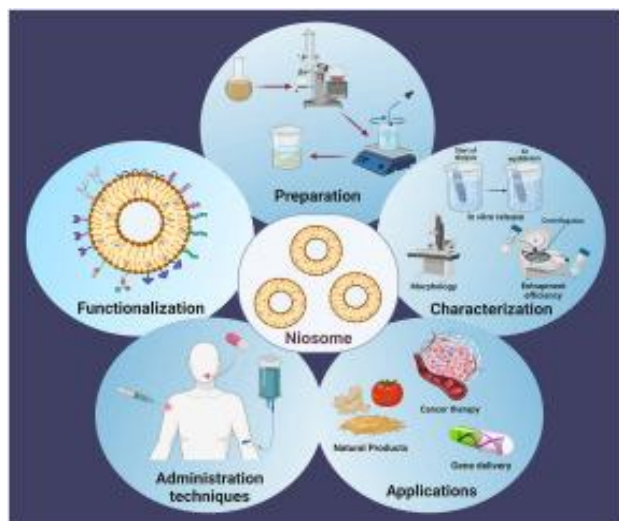 Preparation
In vitro release
Centrifugation
Morphology
Entrapment
efficiency
Characterization
Functionalization
Niosome
Cancer therapy
Natural Products
Gene delivery
Administration
techniques
Applications